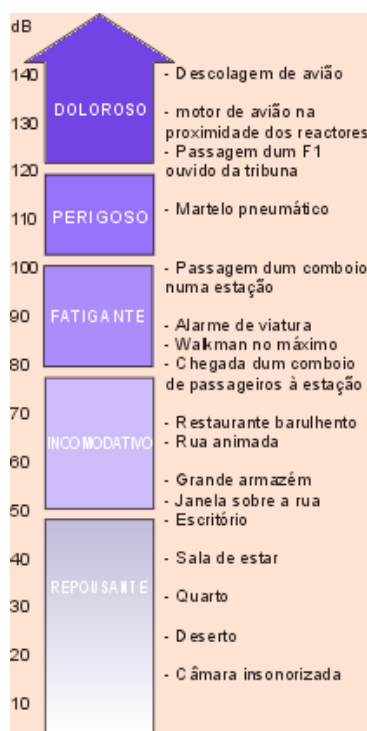 dB
140
- Descolagem de avião
DOLOROSO
- motor de avião na
130
proximidade dos reactores
- Passagem dum F1
120
ouvido da tribuna
PERIGOSO
- Martelo pneumático
110
100
- Passagem dum comboio
numa estação
90
FATIGANTE
- Alarme de viatura
- Walkman no máximo
80
- Chegada dum comboio
de passageiros à estação
70
- Restaurante barulhento
INCOMODATIVO
- Rua animada
60
- Grande armazém
- Janela sobre a rua
50
- Escritório
40
- Sala de estar
REPOUSANTE
- Quarto
30
- Deserto
20
- Câmara insonorizada
10